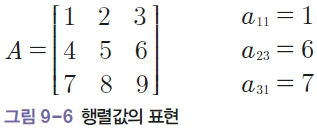 A = [1 2 3
4 5 6
7 8 9]
a₁₁ = 1
a₂₃ = 6
a₃₁ = 7
그림 9-6 행렬값의 표현